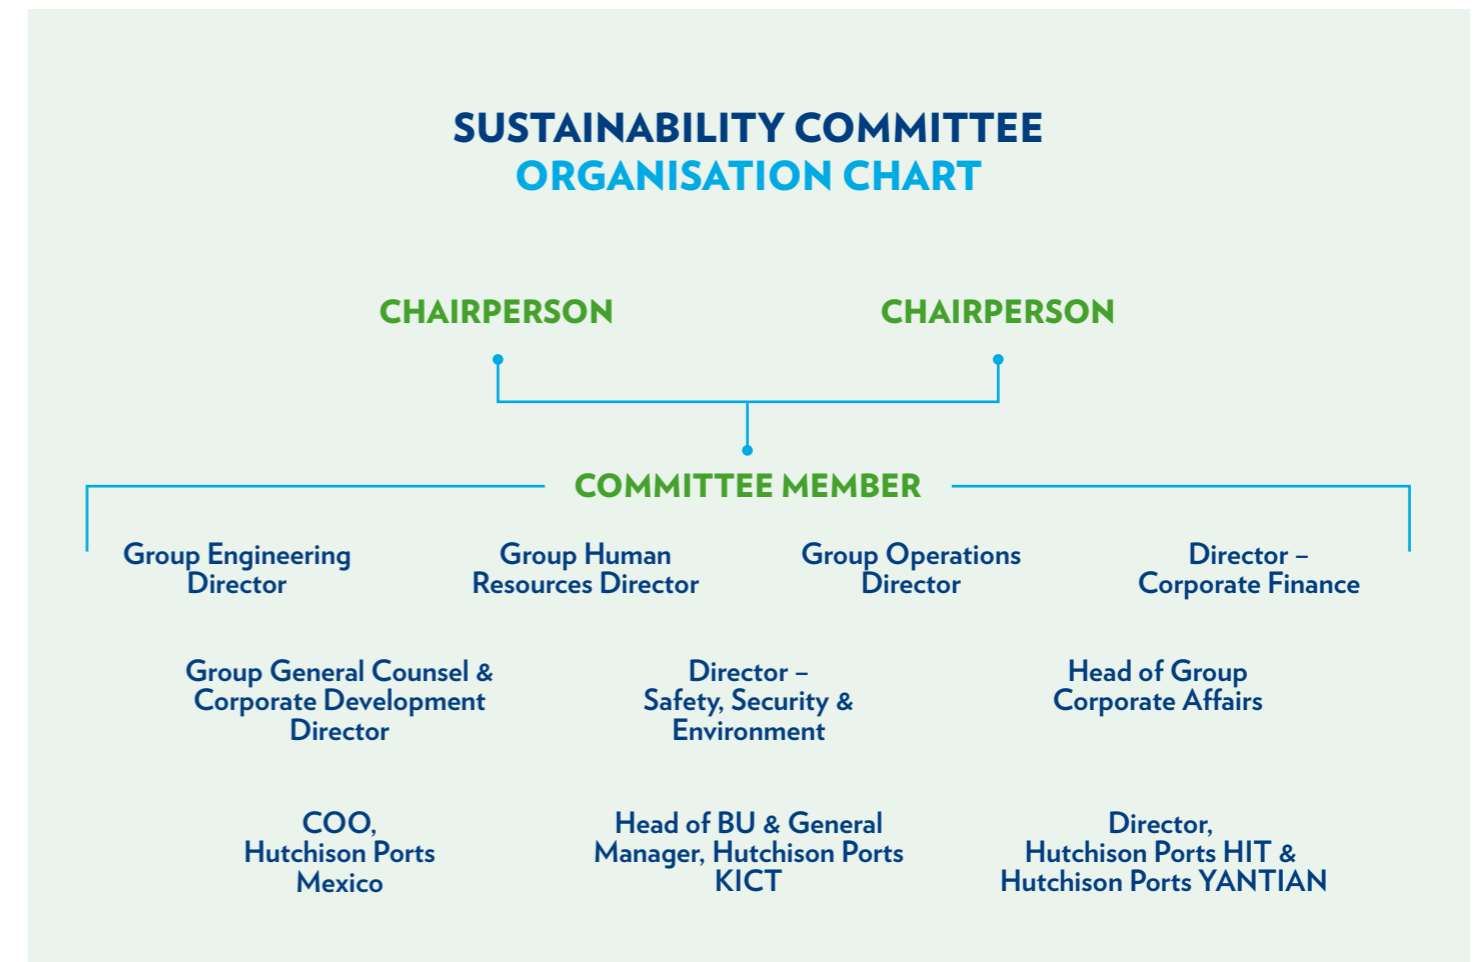 SUSTAINABILITY COMMITTEE
ORGANISATION CHART
CHAIRPERSON
CHAIRPERSON
COMMITTEE MEMBER
Group Engineering
Director
Group Human
Resources Director
Group Operations
Director
Director –
Corporate Finance
Group General Counsel &
Corporate Development
Director
Director –
Safety, Security &
Environment
Head of Group
Corporate Affairs
COO,
Hutchison Ports
Mexico
Head of BU & General
Manager, Hutchison Ports
KICT
Director,
Hutchison Ports HIT &
Hutchison Ports YANTIAN